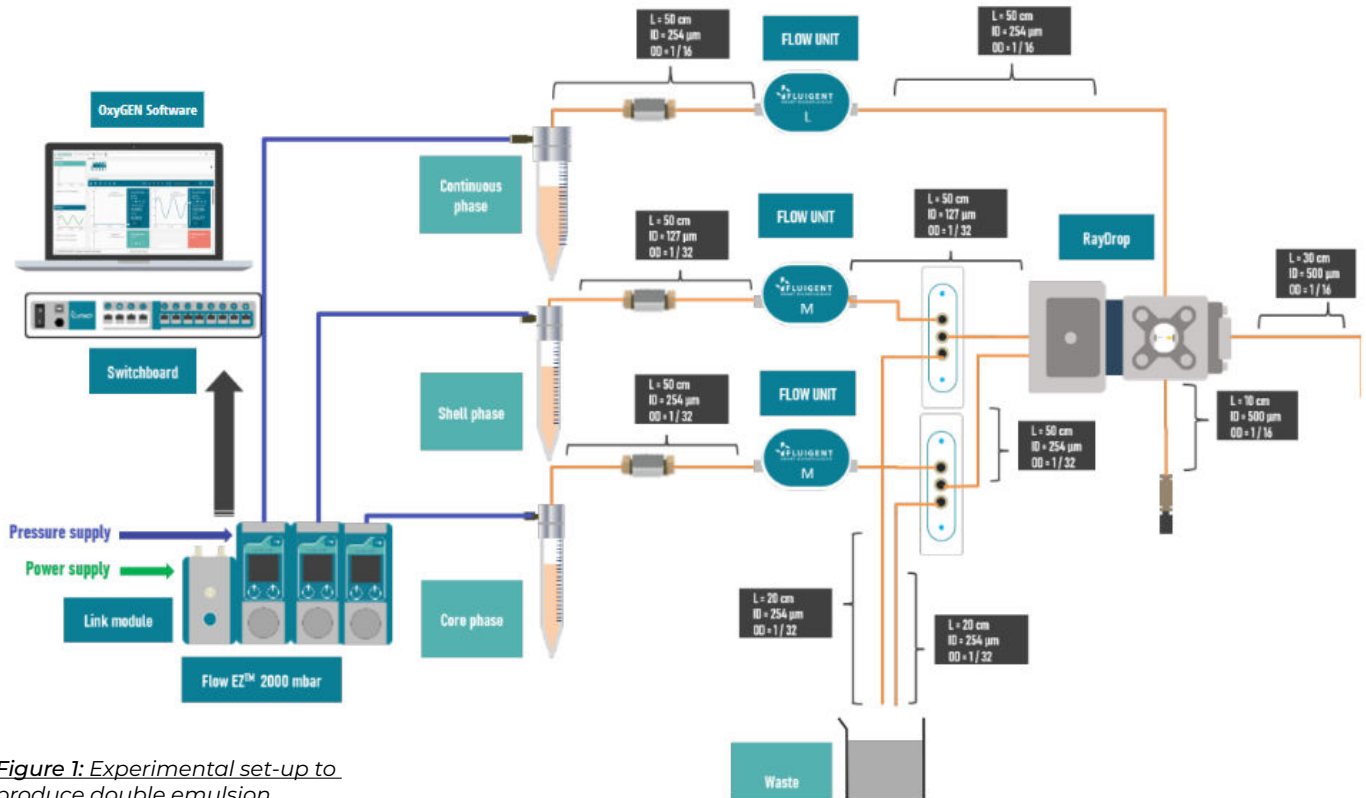 L = 50 cm
ID = 254 µm
OD = 1 / 16
FLOW UNIT
L = 50 cm
ID = 254 µm
OD = 1 / 16
OxyGEN Software
FLUIGENT
L
Continuous
phase
L = 50 cm
ID = 127 µm
OD = 1 / 32
FLOW UNIT
L = 50 cm
ID = 127 µm
OD = 1 / 32
RayDrop
L = 30 cm
ID = 500 µm
OD = 1 / 16
FLUIGENT
M
Switchboard
Shell phase
L = 50 cm
ID = 254 µm
OD = 1 / 32
FLOW UNIT
L = 10 cm
ID = 500 µm
OD = 1 / 16
L = 50 cm
ID = 254 µm
OD = 1 / 32
FLUIGENT
M
Pressure supply
Power supply
Link module
Core phase
L = 20 cm
ID = 254 µm
OD = 1 / 32
L = 20 cm
ID = 254 µm
OD = 1 / 32
Flow EZ™ 2000 mbar
Waste
Figure 1: Experimental set-up to
produce double emulsion